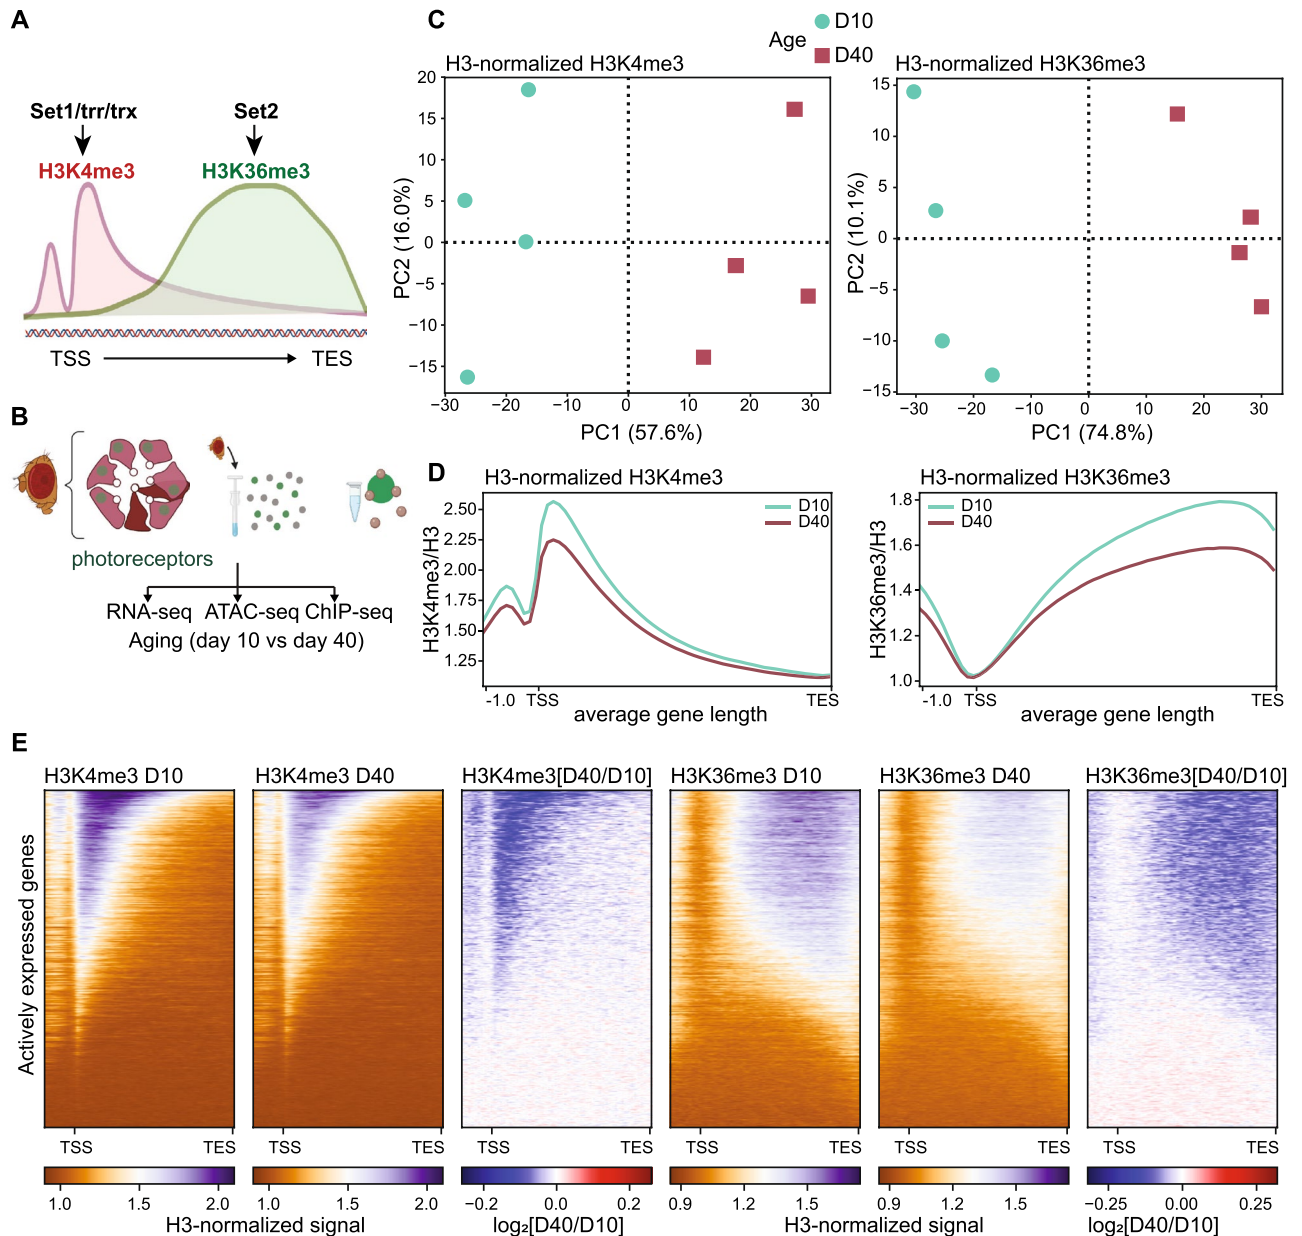 A
Set1/trr/trx
Set2
H3K4me3
H3K36me3
TSS
TES
B
photoreceptors
RNA-seq
ATAC-seq
ChIP-seq
Aging (day 10 vs day 40)
C
Age
D10
D40
H3-normalized H3K4me3
20
15
10
5
0
−5
−10
−15
PC2 (16.0%)
−30
−20
−10
0
10
20
30
PC1 (57.6%)
H3-normalized H3K36me3
15
10
5
0
−5
−10
−15
PC2 (10.1%)
−30
−20
−10
0
10
20
30
PC1 (74.8%)
D
H3-normalized H3K4me3
D10
D40
2.50
2.25
2.00
1.75
1.50
1.25
H3K4me3/H3
-1.0
TSS
TES
average gene length
H3-normalized H3K36me3
D10
D40
1.8
1.6
1.4
1.2
1.0
H3K36me3/H3
-1.0
TSS
TES
average gene length
E
Actively expressed genes
H3K4me3 D10
H3K4me3 D40
H3K4me3[D40/D10]
H3K36me3 D10
H3K36me3 D40
H3K36me3[D40/D10]
TSS
TES
TSS
TES
TSS
TES
TSS
TES
TSS
TES
TSS
TES
1.0
1.5
2.0
1.0
1.5
2.0
−0.2
0.0
0.2
0.9
1.2
1.5
0.9
1.2
1.5
−0.25
0.00
0.25
H3-normalized signal
log₂[D40/D10]
H3-normalized signal
log₂[D40/D10]